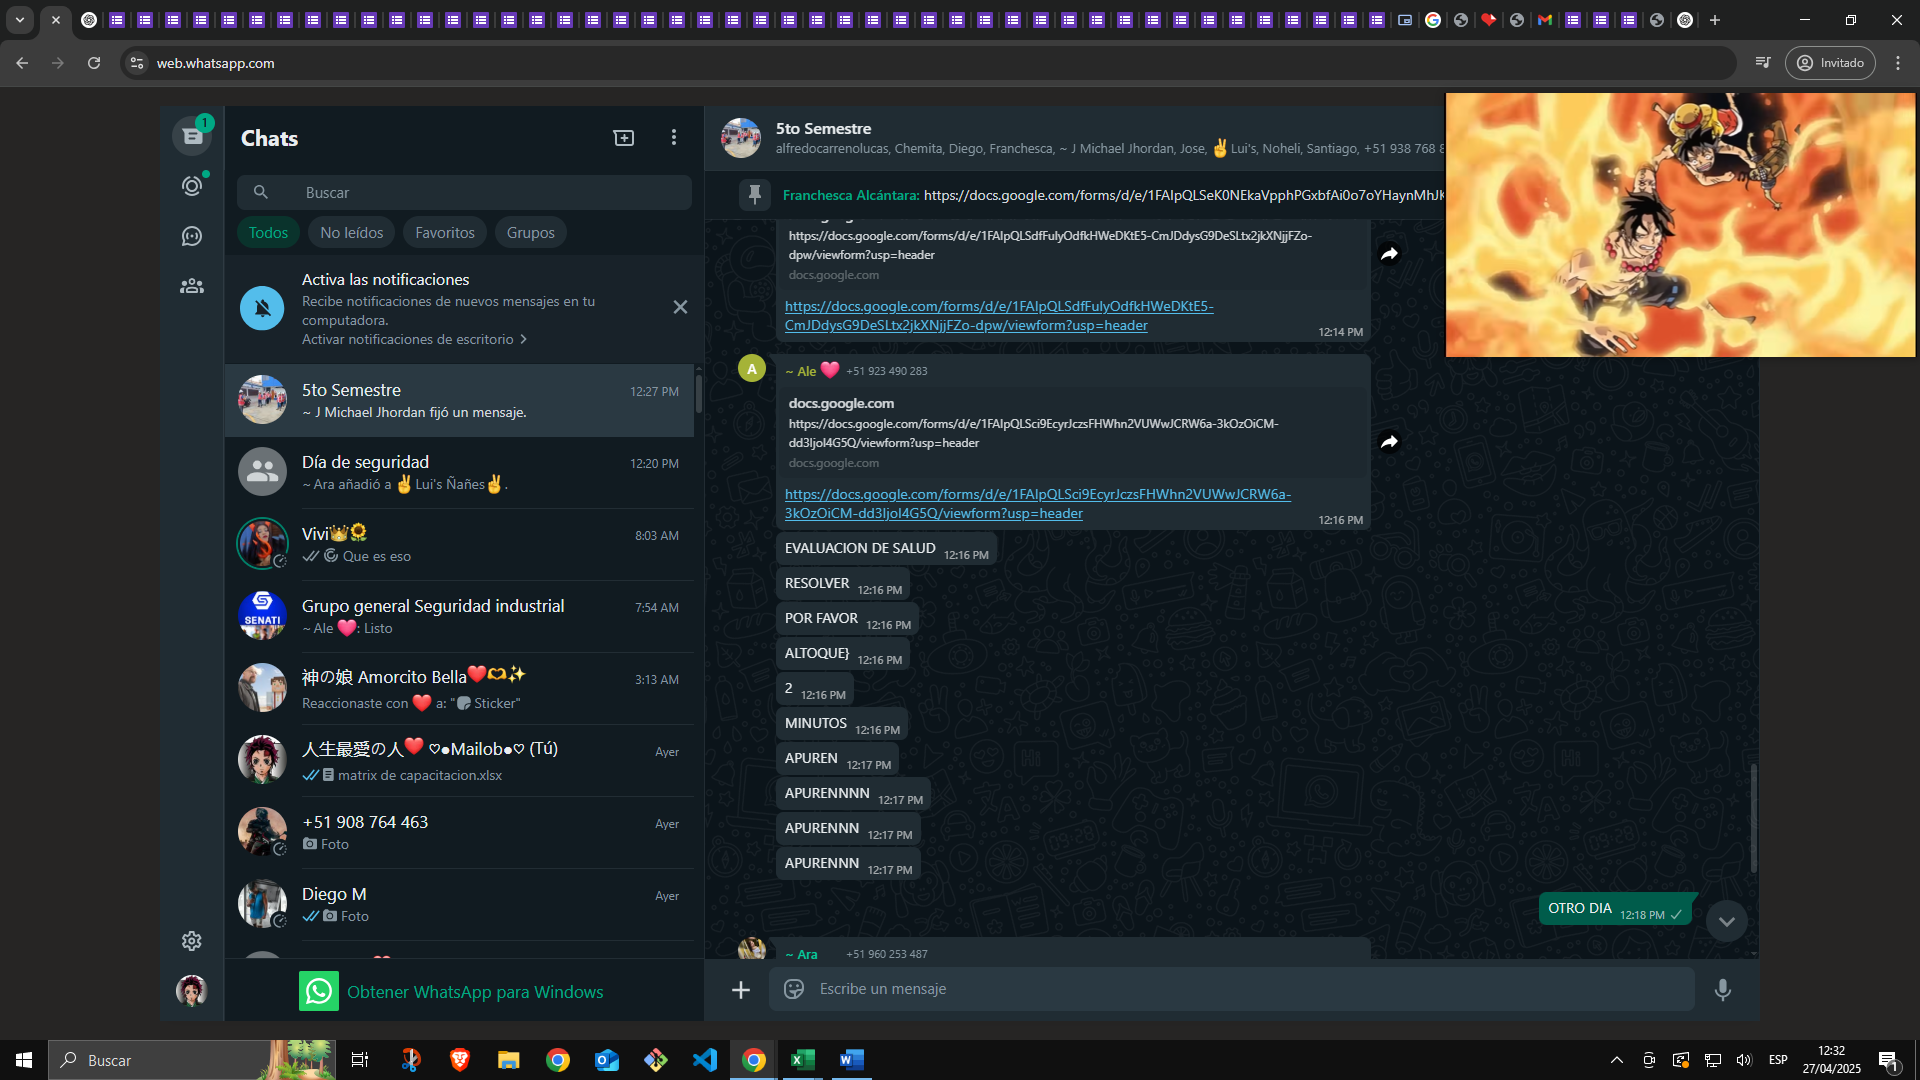 web.whatsapp.com
Invitado
1
Chats
Buscar
Todos
No leídos
Favoritos
Grupos
Activa las notificaciones
Recibe notificaciones de nuevos mensajes en tu
computadora.
Activar notificaciones de escritorio
5to Semestre
12:27 PM
~ J Michael Jhordan fijó un mensaje.
Día de seguridad
12:20 PM
~ Ara añadió a ✌️Lui's Ñañes✌️.
Vivi👑🌻
8:03 AM
Que es eso
SENATI
Grupo general Seguridad industrial
7:54 AM
~ Ale 💗: Listo
神の娘 Amorcito Bella❤️🫶✨
3:13 AM
Reaccionaste con ❤️ a: "Sticker"
人生最愛の人❤️ ♡●Mailob●♡ (Tú)
Ayer
matrix de capacitacion.xlsx
+51 908 764 463
Ayer
Foto
Diego M
Ayer
Foto
Obtener WhatsApp para Windows
5to Semestre
alfredocarrenolucas, Chemita, Diego, Franchesca, ~ J Michael Jhordan, Jose, ✌️Lui's, Noheli, Santiago, +51 938 768 8
Franchesca Alcántara: https://docs.google.com/forms/d/e/1FAIpQLSeK0NEkaVpphPGxbfAi0o7oYHaynMhJK
https://docs.google.com/forms/d/e/1FAIpQLSdfFulyOdfkHWeDKtE5-CmJDdysG9DeSLtx2jkXNjjFZo-
dpw/viewform?usp=header
docs.google.com
https://docs.google.com/forms/d/e/1FAIpQLSdfFulyOdfkHWeDKtE5-
CmJDdysG9DeSLtx2jkXNjjFZo-dpw/viewform?usp=header
12:14 PM
A
~ Ale 💗 +51 923 490 283
docs.google.com
https://docs.google.com/forms/d/e/1FAIpQLSci9EcyrJczsFHWhn2VUWwJCRW6a-3kOzOiCM-
dd3ljol4G5Q/viewform?usp=header
docs.google.com
https://docs.google.com/forms/d/e/1FAIpQLSci9EcyrJczsFHWhn2VUWwJCRW6a-
3kOzOiCM-dd3ljol4G5Q/viewform?usp=header
12:16 PM
EVALUACION DE SALUD 12:16 PM
RESOLVER 12:16 PM
POR FAVOR 12:16 PM
ALTOQUE} 12:16 PM
2 12:16 PM
MINUTOS 12:16 PM
APUREN 12:17 PM
APURENNNN 12:17 PM
APURENNN 12:17 PM
APURENNN 12:17 PM
OTRO DIA 12:18 PM
~ Ara +51 960 253 487
Escribe un mensaje
Buscar
ESP
12:32
27/04/2025
1